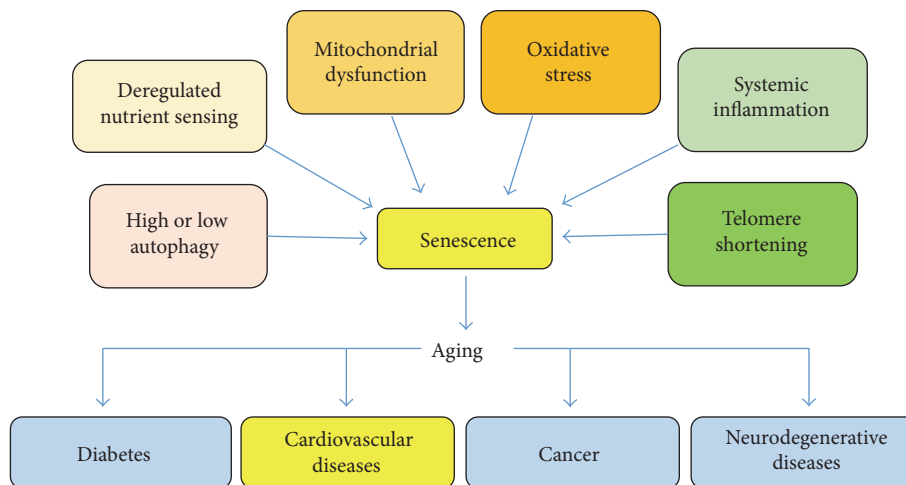 Mitochondrial
dysfunction
Oxidative
stress
Deregulated
nutrient sensing
Systemic
inflammation
High or low
autophagy
Senescence
Telomere
shortening
Aging
Diabetes
Cardiovascular
diseases
Cancer
Neurodegenerative
diseases